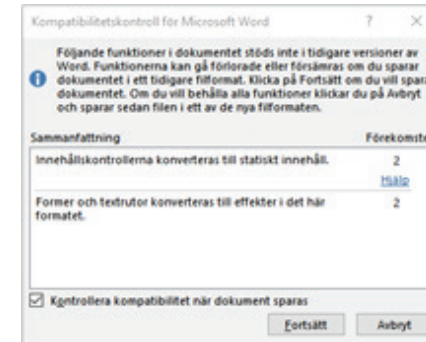 Kompatibilitetskontroll för Microsoft Word
Följande funktioner i dokumentet stöds inte i tidigare versioner av
Word. Funktionerna kan gå förlorade eller försämras om du sparar
dokumentet i ett tidigare filformat. Klicka på Fortsätt om du vill spara
dokumentet. Om du vill behålla alla funktioner klickar du på Avbryt
och sparar sedan filen i ett av de nya filformaten.
Sammanfattning Förekomste
Innehållskontrollerna konverteras till statiskt innehåll. 2
Hjälp
Former och textrutor konverteras till effekter i det här 2
formatet.
Kontrollera kompatibilitet när dokument sparas
Fortsätt Avbryt